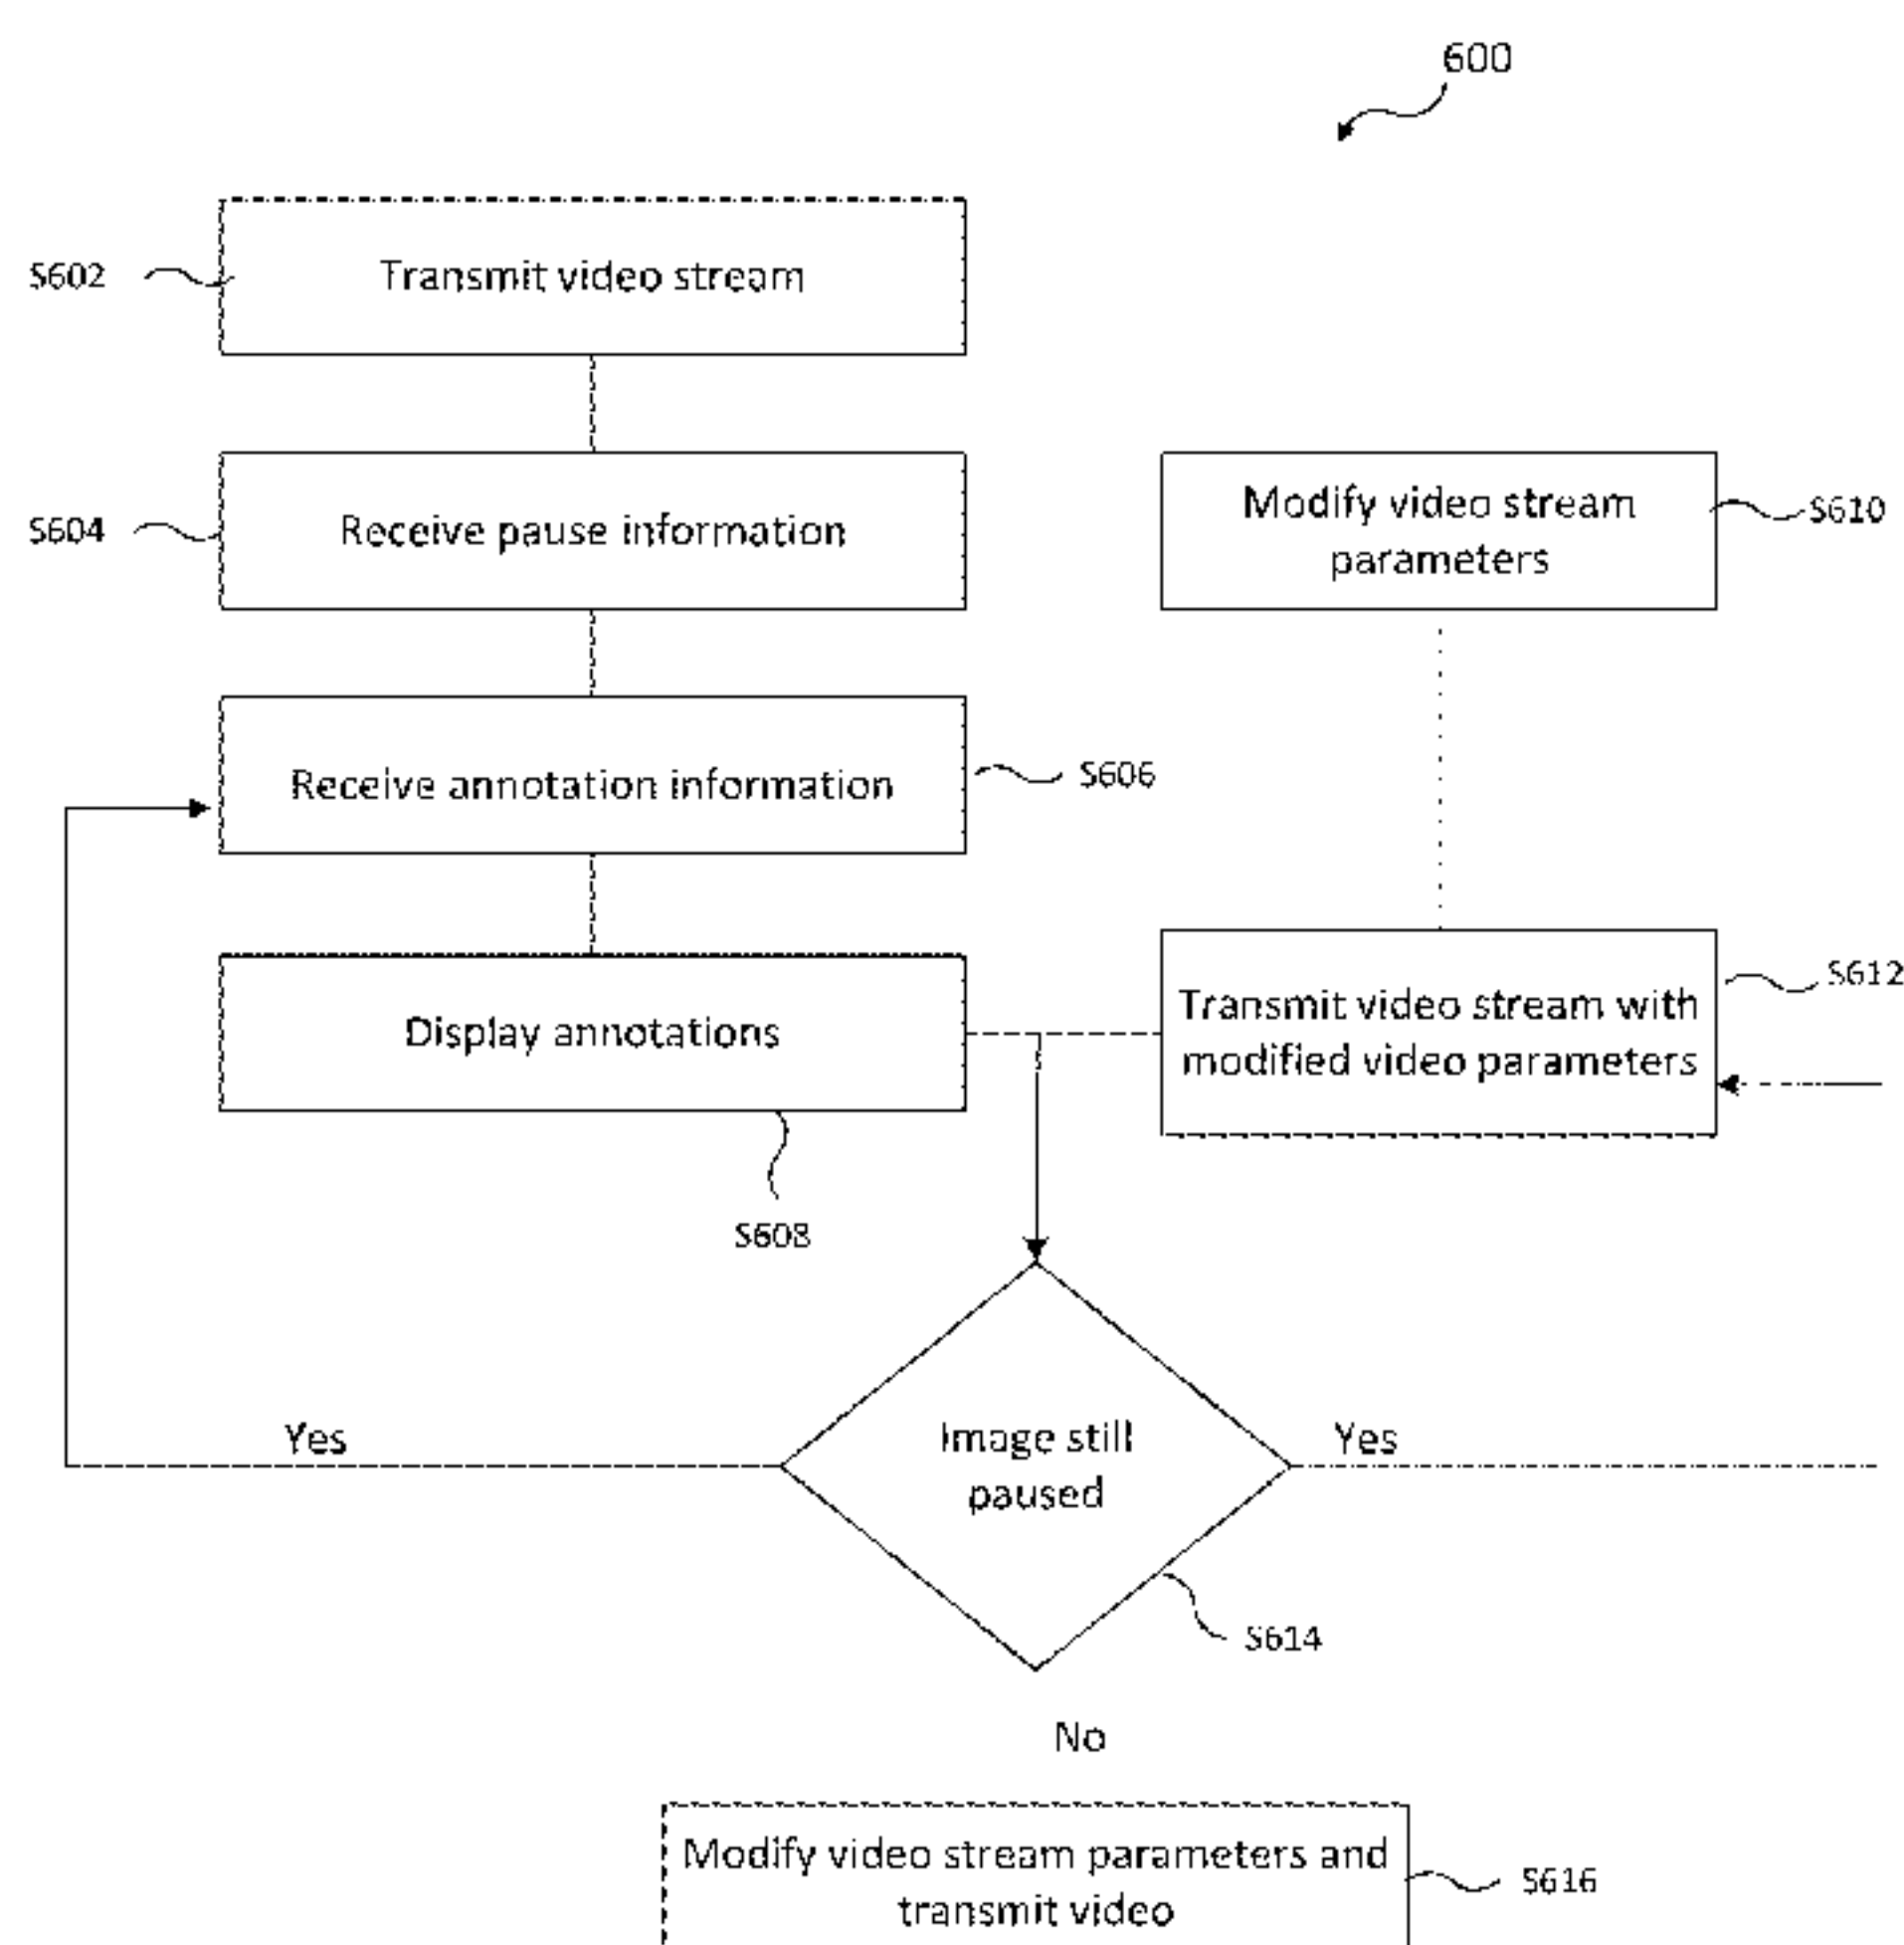 600
S602
Transmit video stream
S604
Receive pause information
Modify video stream
parameters
S610
Receive annotation information
S606
Display annotations
S608
Transmit video stream with
modified video parameters
S612
Image still
paused
Yes
Yes
S614
No
Modify video stream parameters and
transmit video
S616